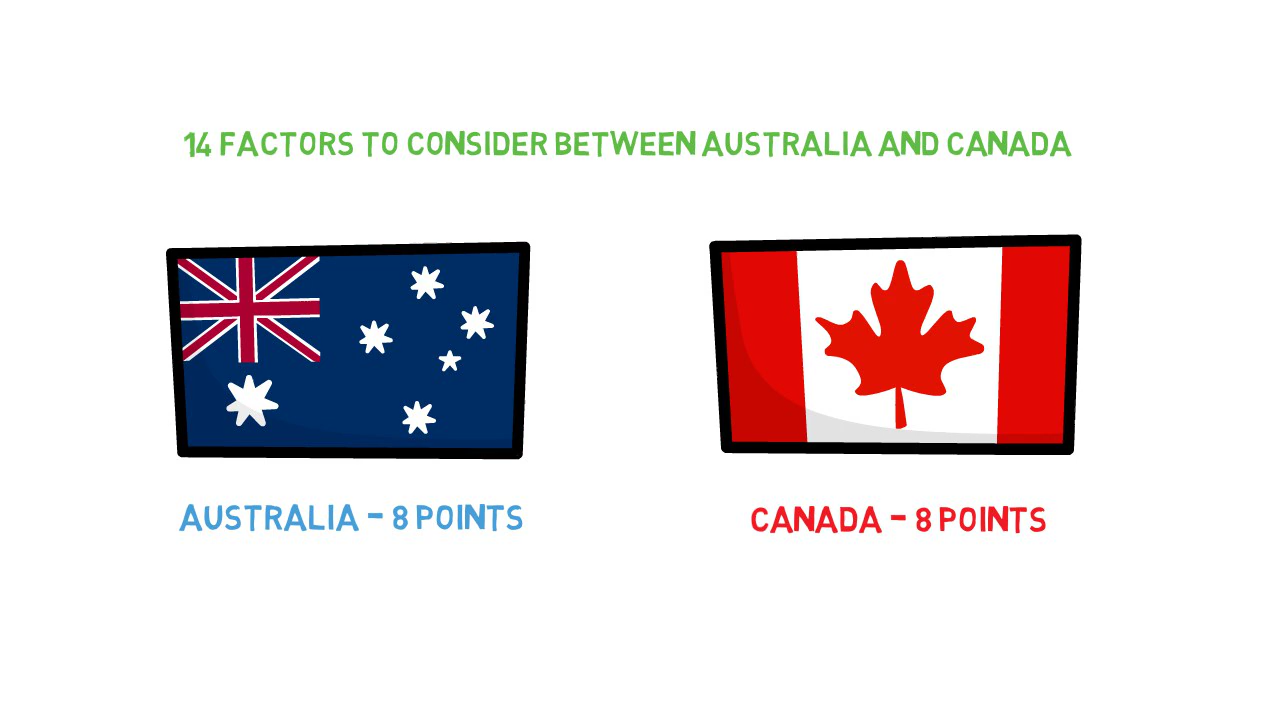 14 FACTORS TO CONSIDER BETWEEN AUSTRALIA AND CANADA
AUSTRALIA - 8 POINTS
CANADA - 8 POINTS